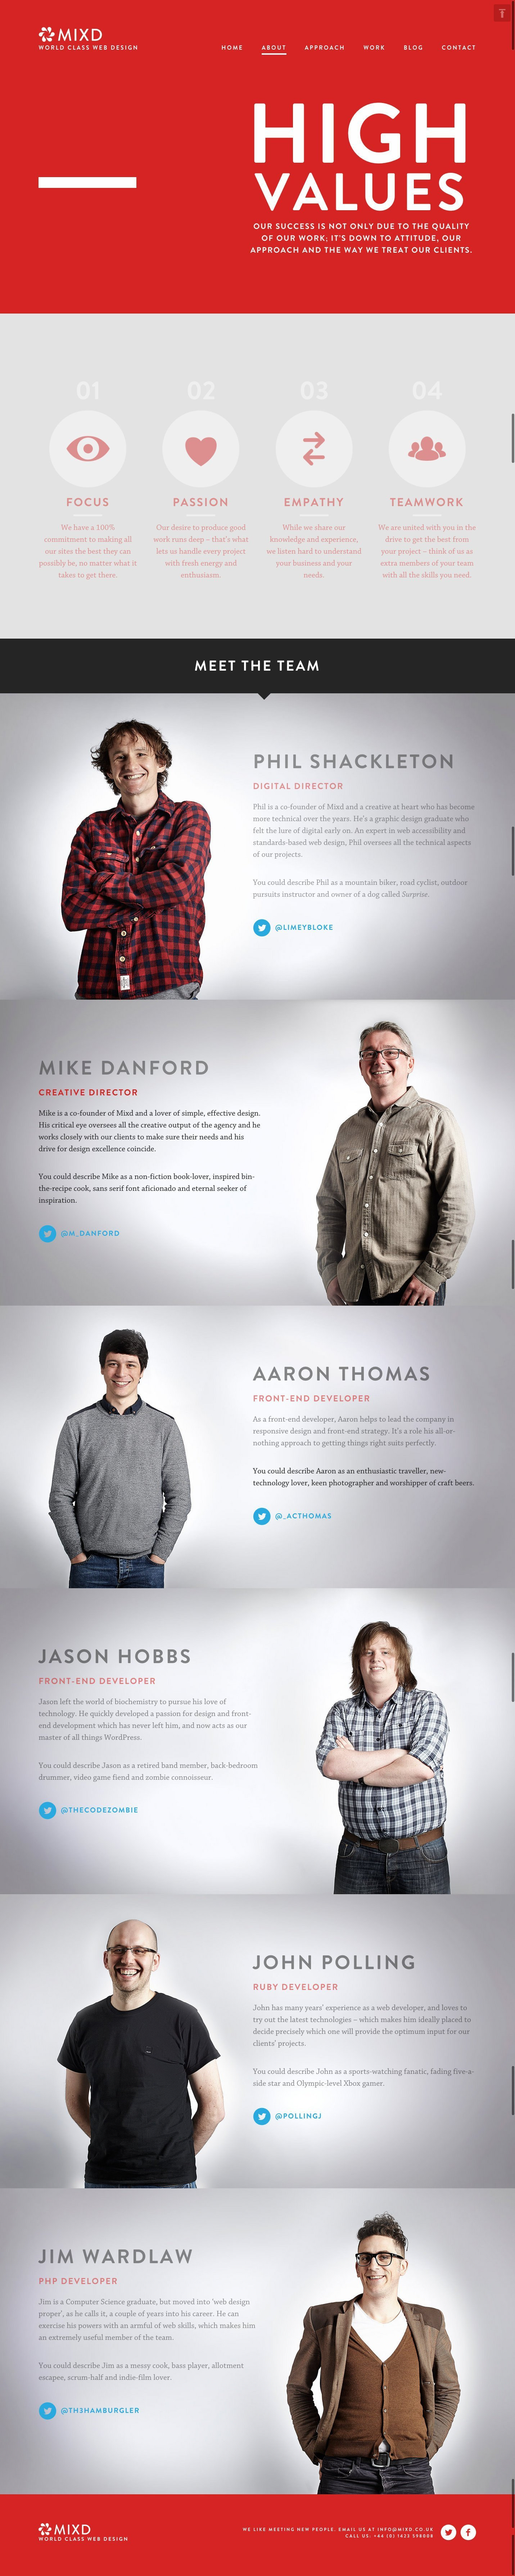 MIXD
WORLD CLASS WEB DESIGN
HOME ABOUT APPROACH WORK BLOG CONTACT
HIGH
VALUES
OUR SUCCESS IS NOT ONLY DUE TO THE QUALITY
OF OUR WORK; IT'S DOWN TO ATTITUDE, OUR
APPROACH AND THE WAY WE TREAT OUR CLIENTS.
01
FOCUS
We have a 100%
commitment to making all
our sites the best they can
possibly be, no matter what it
takes to get there.
02
PASSION
Our desire to produce good
work runs deep – that's what
lets us handle every project
with fresh energy and
enthusiasm.
03
EMPATHY
While we share our
knowledge and experience,
we listen hard to understand
your business and your
needs.
04
TEAMWORK
We are united with you in the
drive to get the best from
your project – think of us as
extra members of your team
with all the skills you need.
MEET THE TEAM
PHIL SHACKLETON
DIGITAL DIRECTOR
Phil is a co-founder of Mixd and a creative at heart who has become
more technical over the years. He's a graphic design graduate who
felt the lure of digital early on. An expert in web accessibility and
standards-based web design, Phil oversees all the technical aspects
of our projects.
You could describe Phil as a mountain biker, road cyclist, outdoor
pursuits instructor and owner of a dog called Surprise.
@LIMEYBLOKE
MIKE DANFORD
CREATIVE DIRECTOR
Mike is a co-founder of Mixd and a lover of simple, effective design.
His critical eye oversees all the creative output of the agency and he
works closely with our clients to make sure their needs and his
drive for design excellence coincide.
You could describe Mike as a non-fiction book-lover, inspired bin-
the-recipe cook, sans serif font aficionado and eternal seeker of
inspiration.
@M_DANFORD
AARON THOMAS
FRONT-END DEVELOPER
As a front-end developer, Aaron helps to lead the company in
responsive design and front-end strategy. It's a role his all-or-
nothing approach to getting things right suits perfectly.
You could describe Aaron as an enthusiastic traveller, new-
technology lover, keen photographer and worshipper of craft beers.
@_ACTHOMAS
JASON HOBBS
FRONT-END DEVELOPER
Jason left the world of biochemistry to pursue his love of
technology. He quickly developed a passion for design and front-
end development which has never left him, and now acts as our
master of all things WordPress.
You could describe Jason as a retired band member, back-bedroom
drummer, video game fiend and zombie connoisseur.
@THECODEZOMBIE
JOHN POLLING
RUBY DEVELOPER
John has many years' experience as a web developer, and loves to
try out the latest technologies – which makes him ideally placed to
decide precisely which one will provide the optimum input for our
clients' projects.
You could describe John as a sports-watching fanatic, fading five-a-
side star and Olympic-level Xbox gamer.
@POLLINGJ
JIM WARDLAW
PHP DEVELOPER
Jim is a Computer Science graduate, but moved into 'web design
proper', as he calls it, a couple of years into his career. He can
exercise his powers with an armful of web skills, which makes him
an extremely useful member of the team.
You could describe Jim as a messy cook, bass player, allotment
escapee, scrum-half and indie-film lover.
@TH3HAMBURGLER
MIXD
WORLD CLASS WEB DESIGN
WE LIKE MEETING NEW PEOPLE. EMAIL US AT INFO@MIXD.CO.UK
CALL US: +44 (0) 1423 598008